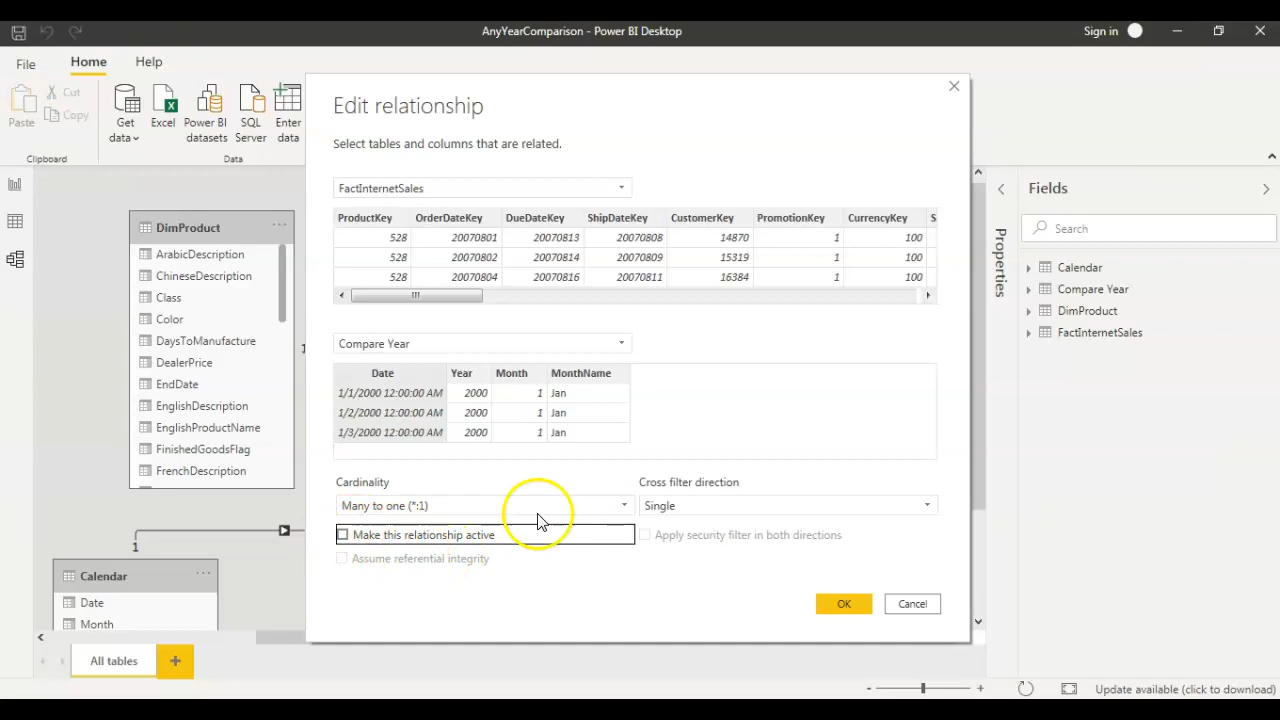 AnyYearComparison - Power BI Desktop
Sign in
File
Home
Help
Paste
Cut
Copy
Get data
Excel
Power BI datasets
SQL Server
Enter data
Clipboard
Data
DimProduct
ArabicDescription
ChineseDescription
Class
Color
DaysToManufacture
DealerPrice
EndDate
EnglishDescription
EnglishProductName
FinishedGoodsFlag
FrenchDescription
1
1
Calendar
Date
Month
Edit relationship
Select tables and columns that are related.
FactInternetSales
ProductKey OrderDateKey DueDateKey ShipDateKey CustomerKey PromotionKey CurrencyKey S
528 20070801 20070813 20070808 14870 1 100
528 20070802 20070814 20070809 15319 1 100
528 20070804 20070816 20070811 16384 1 100
Compare Year
Date Year Month MonthName
1/1/2000 12:00:00 AM 2000 1 Jan
1/2/2000 12:00:00 AM 2000 1 Jan
1/3/2000 12:00:00 AM 2000 1 Jan
Cardinality
Many to one (*:1)
Cross filter direction
Single
Make this relationship active
Apply security filter in both directions
Assume referential integrity
OK
Cancel
Properties
Fields
Search
Calendar
Compare Year
DimProduct
FactInternetSales
All tables
Update available (click to download)